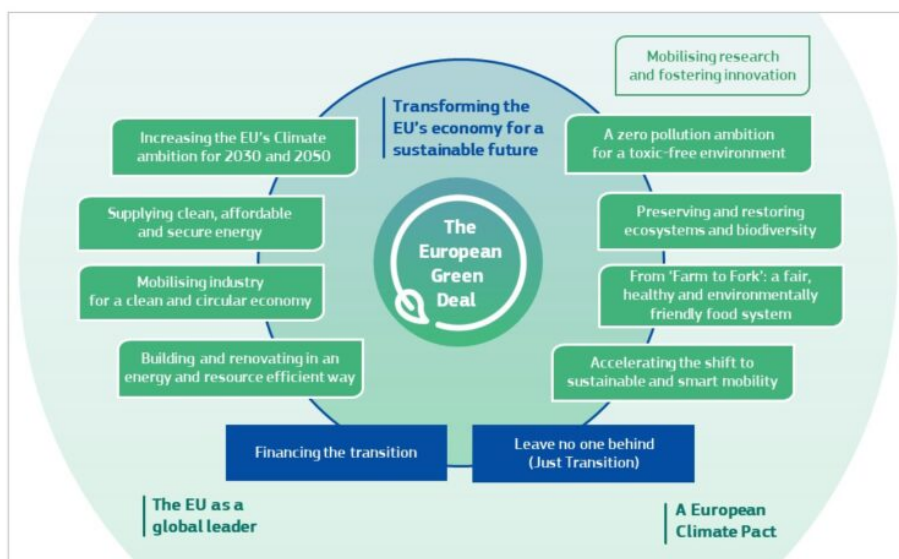 Mobilising research
and fostering innovation
Transforming the
EU's economy for a
sustainable future
Increasing the EU's Climate
ambition for 2030 and 2050
A zero pollution ambition
for a toxic-free environment
Supplying clean, affordable
and secure energy
Preserving and restoring
ecosystems and biodiversity
The
European
Green
Deal
Mobilising industry
for a clean and circular economy
From 'Farm to Fork': a fair,
healthy and environmentally
friendly food system
Building and renovating in an
energy and resource efficient way
Accelerating the shift to
sustainable and smart mobility
Financing the transition
Leave no one behind
(Just Transition)
The EU as a
global leader
A European
Climate Pact